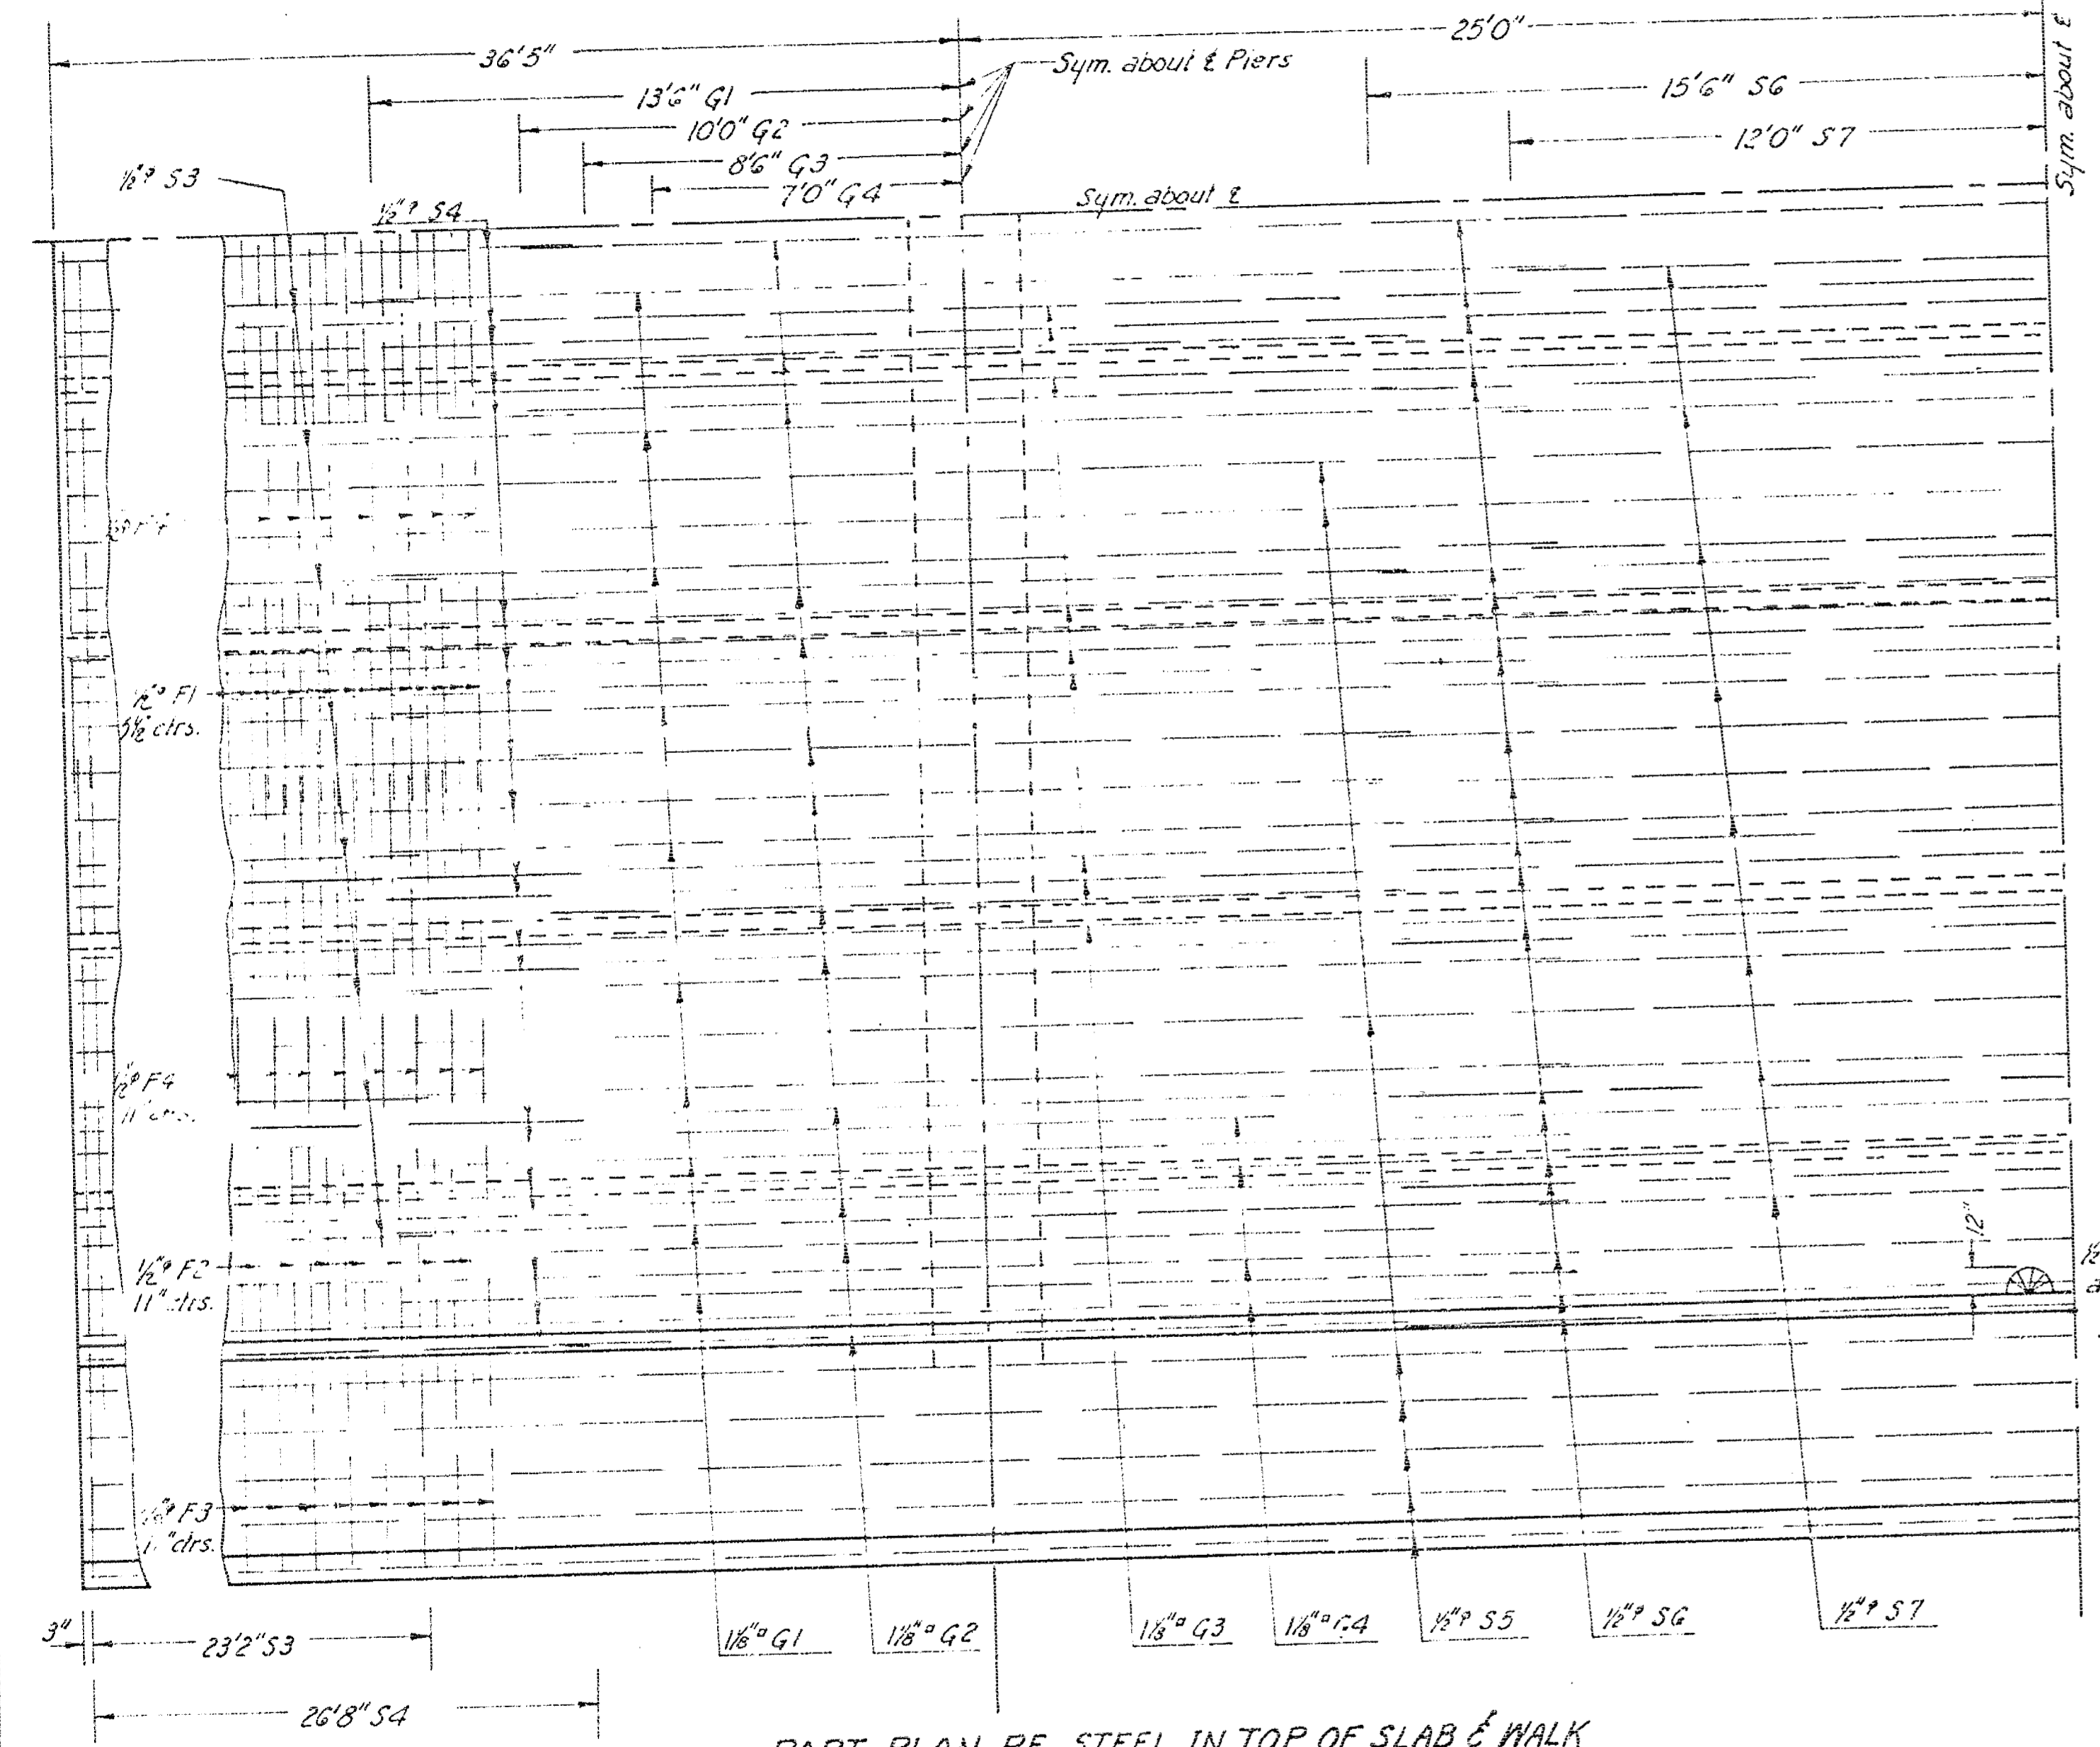 36'5"
25'0"
Sym. about ℄ Piers
13'6" G1
15'6" S6
10'0" G2
12'0" S7
8'6" G3
7'0" G4
Sym. about ℄
Sym. about ℄
½"φ S3
½"φ S4
½"φ F1
5½" ctrs.
½"φ F4
11" ctrs.
½"φ F2
11" ctrs.
12"
½"φ F3
"ctrs.
3"
23'2" S3
26'8" S4
1⅛"▫ G1
1⅛"▫ G2
1⅛"▫ G3
1⅛"▫ G4
½"φ S5
½"φ S6
½"φ S7
PART PLAN RE. STEEL IN TOP OF SLAB & WALK